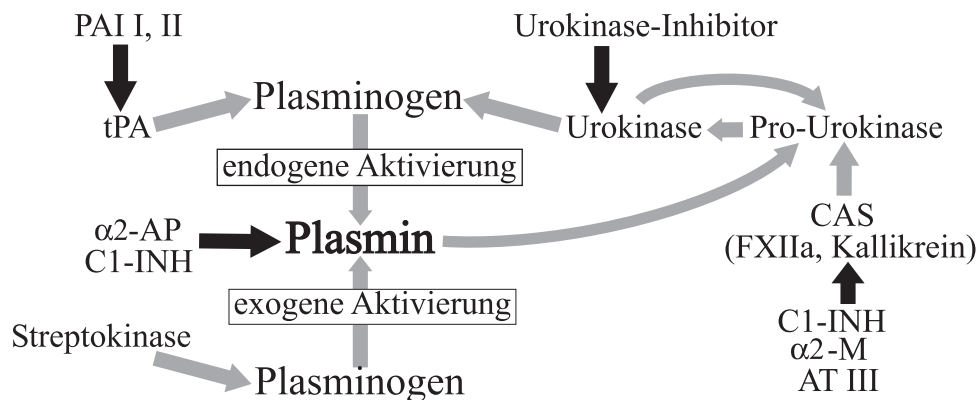 PAI I, II
Urokinase-Inhibitor
Plasminogen
tPA
Urokinase
Pro-Urokinase
endogene Aktivierung
α2-AP
C1-INH
Plasmin
CAS
(FXIIa, Kallikrein)
exogene Aktivierung
Streptokinase
Plasminogen
C1-INH
α2-M
AT III